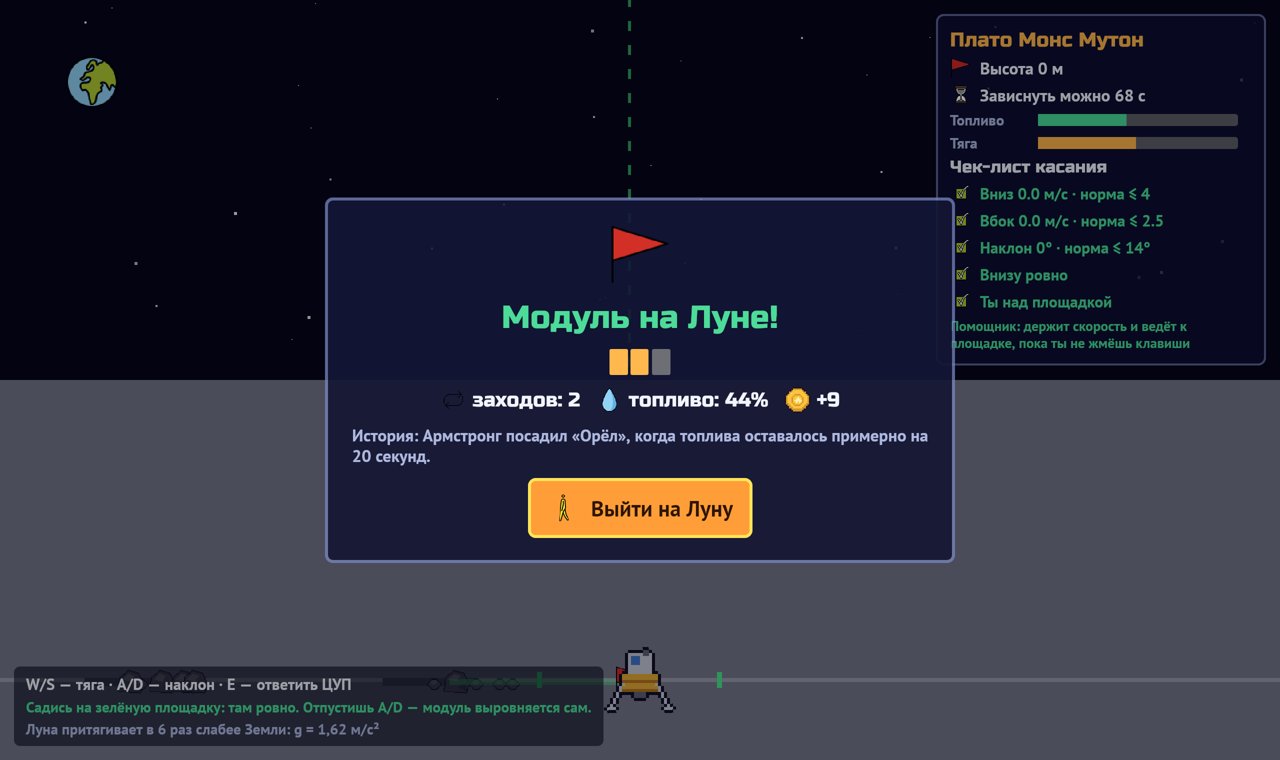 Плато Монс Мутон
Высота 0 м
Зависнуть можно 68 с
Топливо
Тяга
Чек-лист касания
Вниз 0.0 м/с · норма ≤ 4
Вбок 0.0 м/с · норма ≤ 2.5
Наклон 0° · норма ≤ 14°
Внизу ровно
Ты над площадкой
Помощник: держит скорость и ведёт к
площадке, пока ты не жмёшь клавиши
Модуль на Луне!
заходов: 2 топливо: 44% +9
История: Армстронг посадил «Орёл», когда топлива оставалось примерно на
20 секунд.
Выйти на Луну
W/S — тяга · A/D — наклон · E — ответить ЦУП
Садись на зелёную площадку: там ровно. Отпустишь A/D — модуль выровняется сам.
Луна притягивает в 6 раз слабее Земли: g = 1,62 м/с²